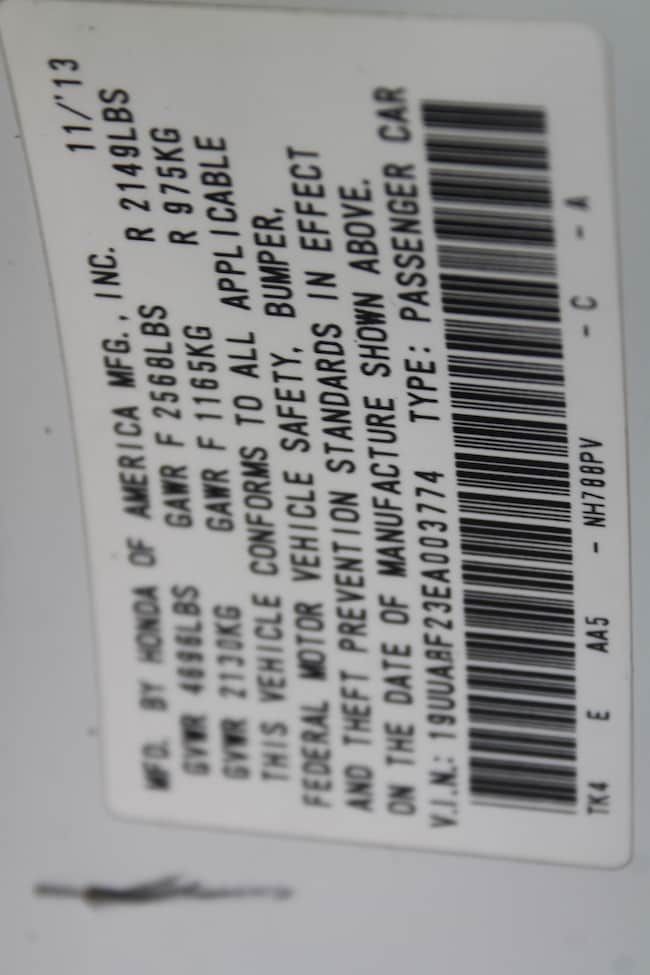 11/'13
MFD. BY HONDA OF AMERICA MFG., INC.
GVWR 4696LBS GAWR F 2568LBS R 2149LBS
GVWR 2130KG GAWR F 1165KG R 975KG
THIS VEHICLE CONFORMS TO ALL APPLICABLE
FEDERAL MOTOR VEHICLE SAFETY, BUMPER,
AND THEFT PREVENTION STANDARDS IN EFFECT
ON THE DATE OF MANUFACTURE SHOWN ABOVE.
V.I.N.: 19UUA8F23EA003774 TYPE: PASSENGER CAR
TK4 E AA5 - NH788PV - C - A